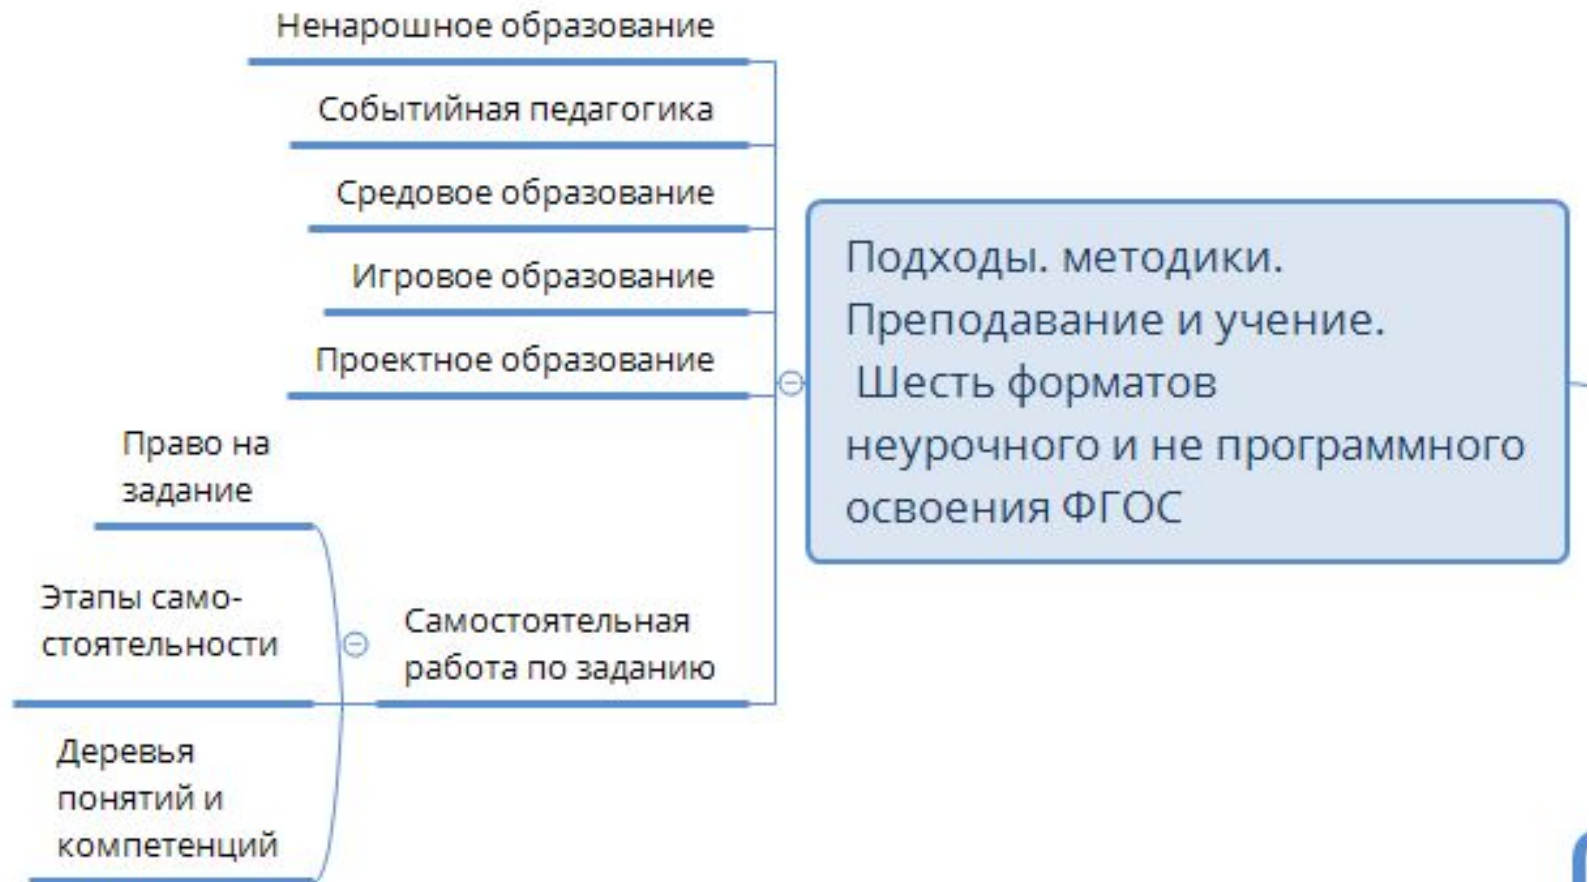 Ненарошное образование
Событийная педагогика
Средовое образование
Игровое образование
Проектное образование
Право на
задание
Этапы само-
стоятельности
Деревья
понятий и
компетенций
Самостоятельная
работа по заданию
Подходы. методики.
Преподавание и учение.
Шесть форматов
неурочного и не программного
освоения ФГОС